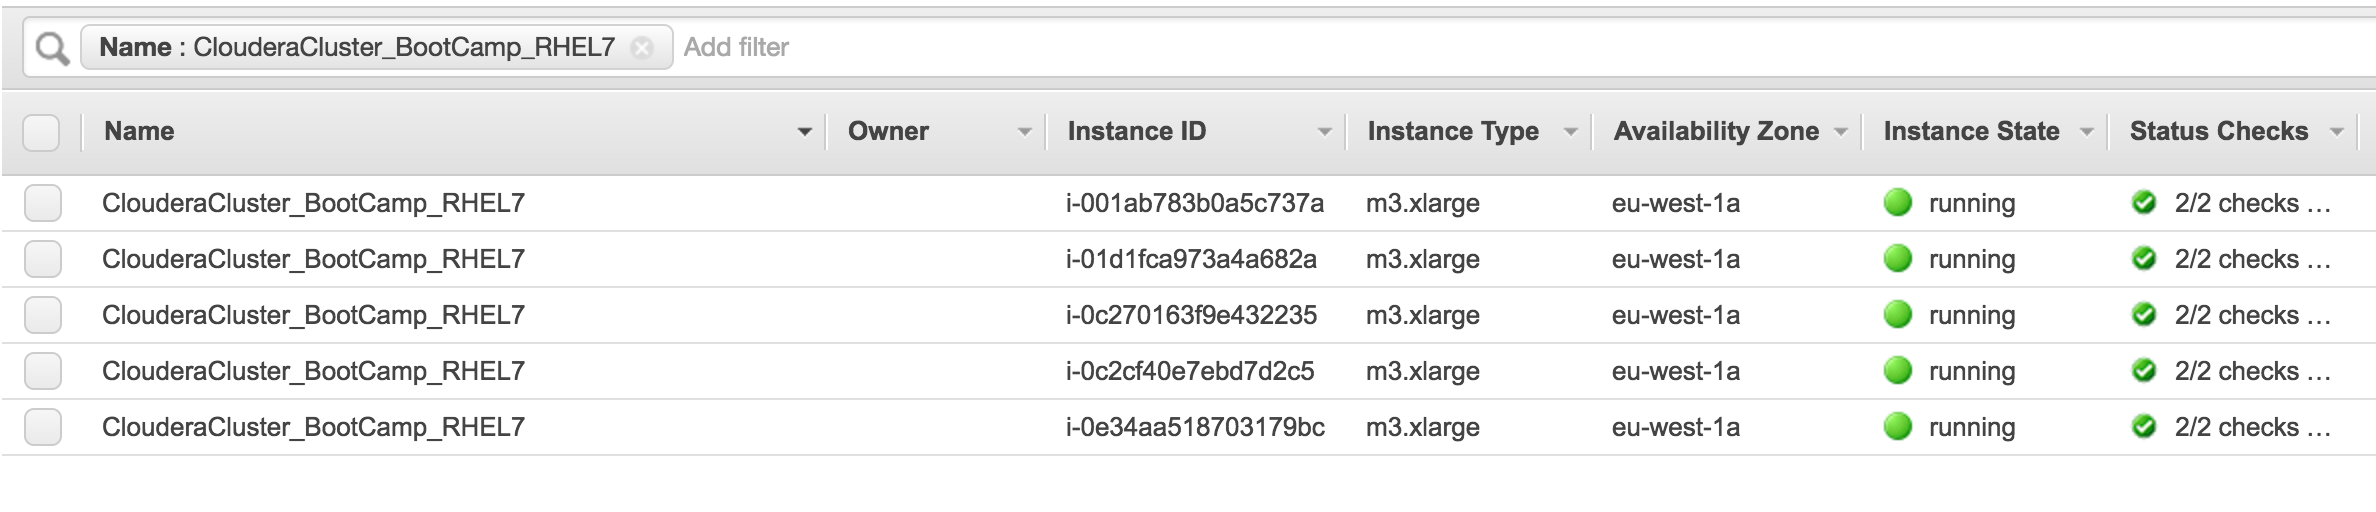 Name : ClouderaCluster_BootCamp_RHEL7 Add filter
Name Owner Instance ID Instance Type Availability Zone Instance State Status Checks
ClouderaCluster_BootCamp_RHEL7 i-001ab783b0a5c737a m3.xlarge eu-west-1a running 2/2 checks ...
ClouderaCluster_BootCamp_RHEL7 i-01d1fca973a4a682a m3.xlarge eu-west-1a running 2/2 checks ...
ClouderaCluster_BootCamp_RHEL7 i-0c270163f9e432235 m3.xlarge eu-west-1a running 2/2 checks ...
ClouderaCluster_BootCamp_RHEL7 i-0c2cf40e7ebd7d2c5 m3.xlarge eu-west-1a running 2/2 checks ...
ClouderaCluster_BootCamp_RHEL7 i-0e34aa518703179bc m3.xlarge eu-west-1a running 2/2 checks ...